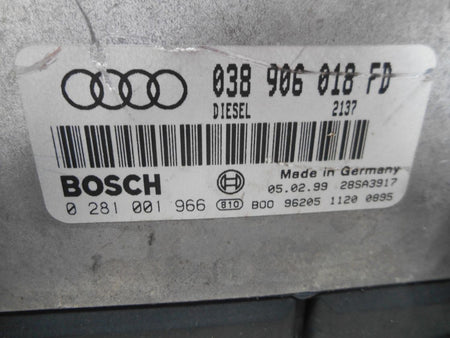 038 906 018 FD
DIESEL 2137
BOSCH
Made in Germany
05.02.99 28SA3917
0 281 001 966 810 B00 96205 1120 0895